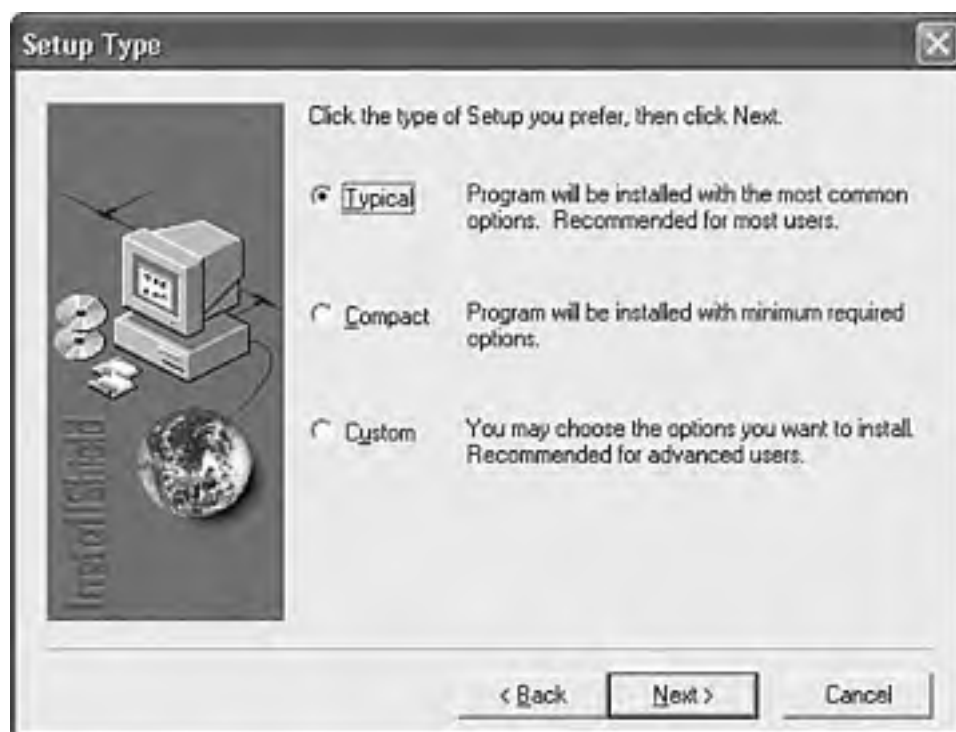 Setup Type
Click the type of Setup you prefer, then click Next.
Typical
Program will be installed with the most common
options. Recommended for most users.
Compact
Program will be installed with minimum required
options.
Custom
You may choose the options you want to install.
Recommended for advanced users.
InstallShield
< Back
Next >
Cancel